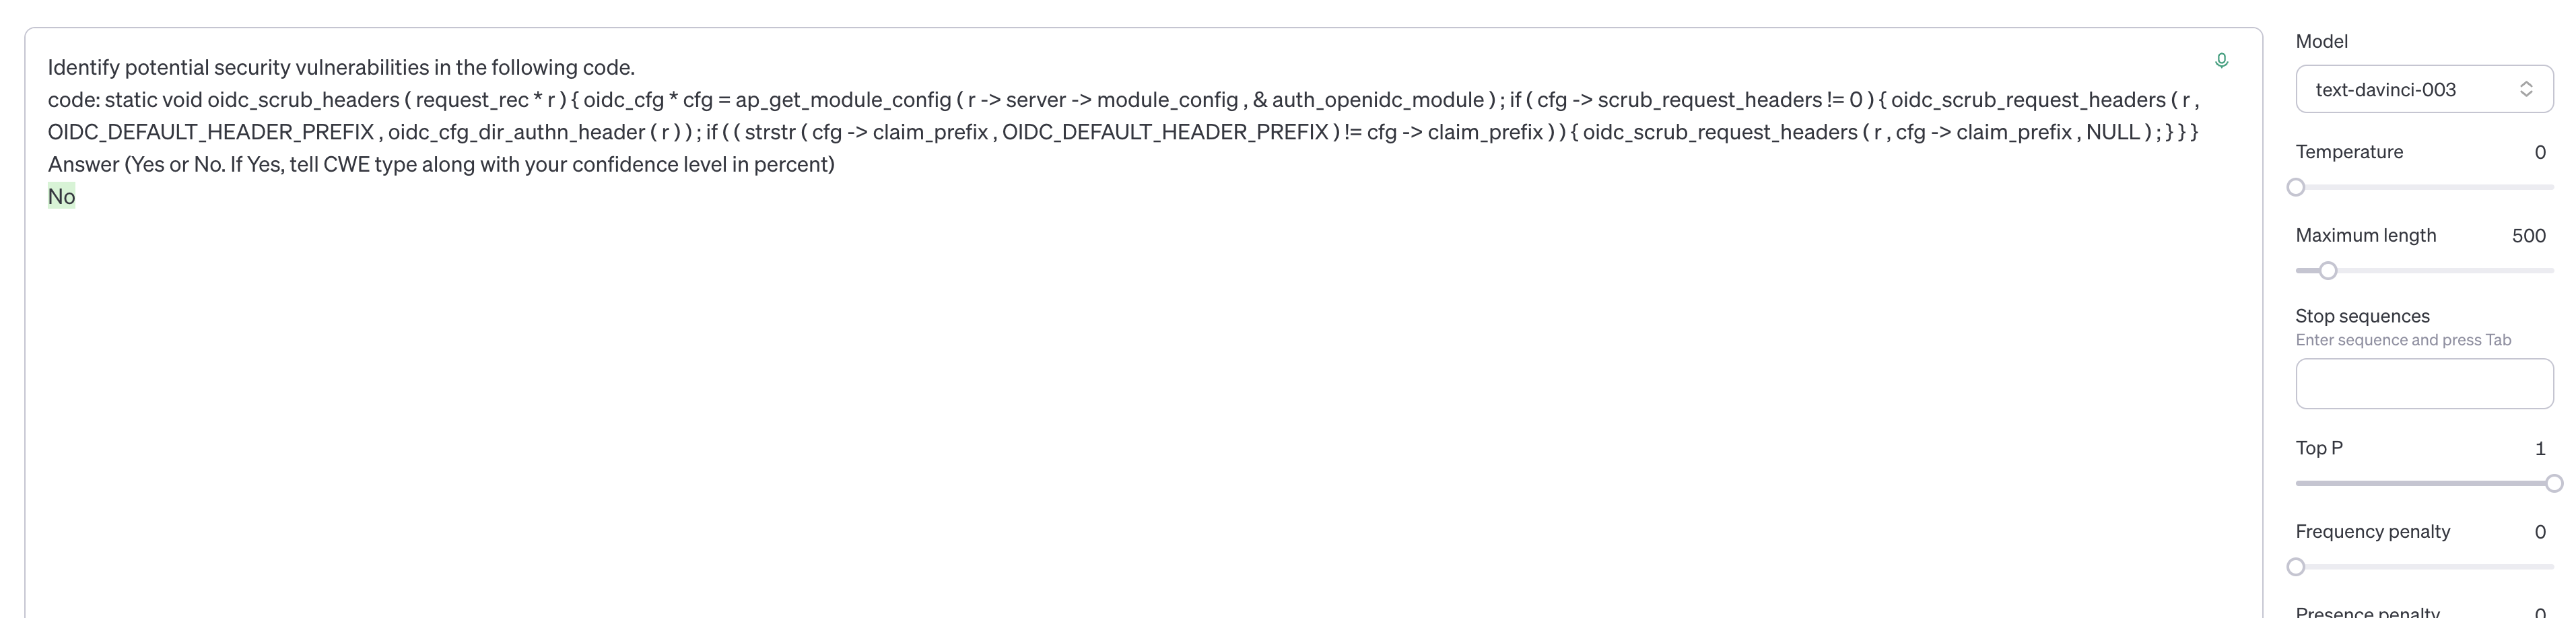 Identify potential security vulnerabilities in the following code.
code: static void oidc_scrub_headers ( request_rec * r ) { oidc_cfg * cfg = ap_get_module_config ( r -> server -> module_config , & auth_openidc_module ) ; if ( cfg -> scrub_request_headers != 0 ) { oidc_scrub_request_headers ( r ,
OIDC_DEFAULT_HEADER_PREFIX , oidc_cfg_dir_authn_header ( r ) ) ; if ( ( strstr ( cfg -> claim_prefix , OIDC_DEFAULT_HEADER_PREFIX ) != cfg -> claim_prefix ) ) { oidc_scrub_request_headers ( r , cfg -> claim_prefix , NULL ) ; } } }
Answer (Yes or No. If Yes, tell CWE type along with your confidence level in percent)
No
Model
text-davinci-003
Temperature 0
Maximum length 500
Stop sequences
Enter sequence and press Tab
Top P 1
Frequency penalty 0
Presence penalty 0